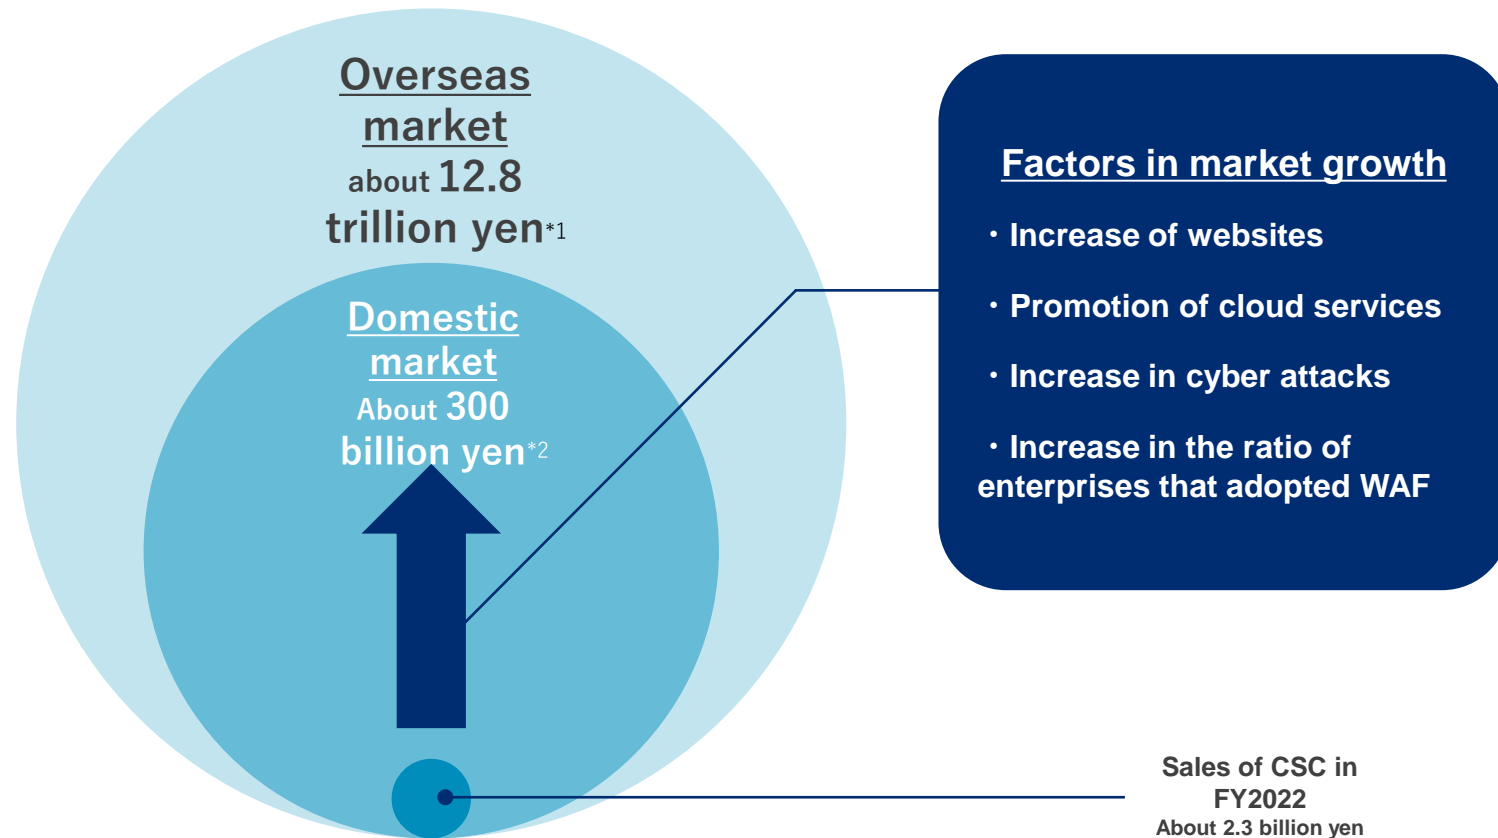 Overseas
market
about 12.8
trillion yen*1
Domestic
market
About 300
billion yen*2
Factors in market growth
・Increase of websites
・Promotion of cloud services
・Increase in cyber attacks
・Increase in the ratio of
enterprises that adopted WAF
Sales of CSC in
FY2022
About 2.3 billion yen